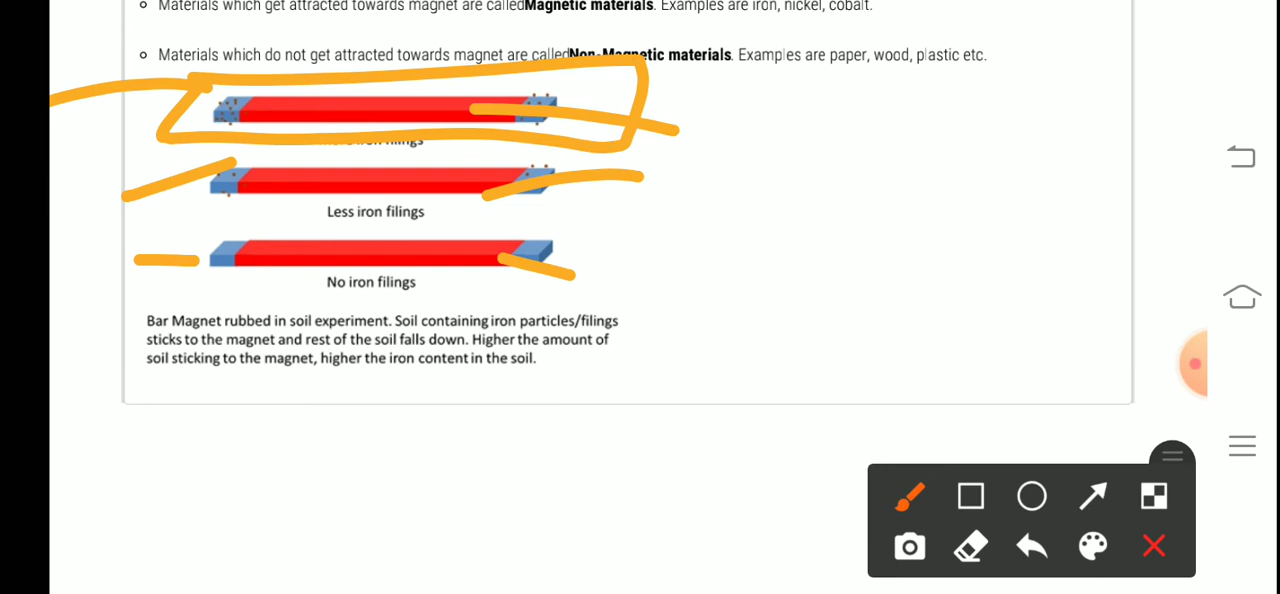 Materials which get attracted towards magnet are calledMagnetic materials. Examples are iron, nickel, cobalt.
Materials which do not get attracted towards magnet are calledNon-Magnetic materials. Examples are paper, wood, plastic etc.
iron filings
Less iron filings
No iron filings
Bar Magnet rubbed in soil experiment. Soil containing iron particles/filings
sticks to the magnet and rest of the soil falls down. Higher the amount of
soil sticking to the magnet, higher the iron content in the soil.